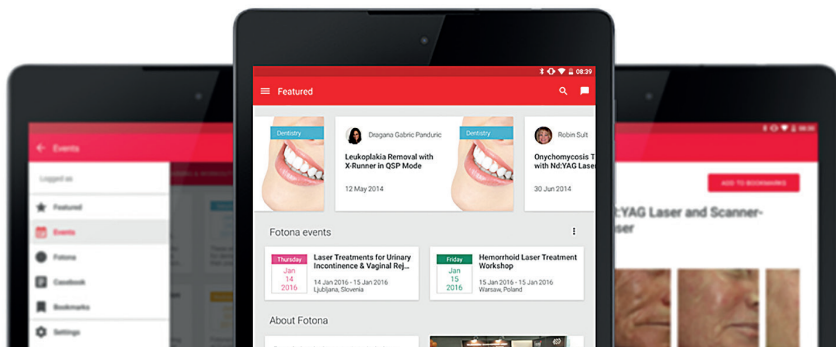 Events
Logged as
Featured
Events
Fotona
Casebook
Bookmarks
Settings
08:39
Featured
Dentistry
Dragana Gabric Panduric
Leukoplakia Removal with
X-Runner in QSP Mode
12 May 2014
Dentistry
Robin Sult
Onychomycosis T
with Nd:YAG Lase
30 Jun 2014
Fotona events
Thursday
Jan
14
2016
Laser Treatments for Urinary
Incontinence & Vaginal Rej...
14 Jan 2016 - 15 Jan 2016
Ljubljana, Slovenia
Friday
Jan
15
2016
Hemorrhoid Laser Treatment
Workshop
15 Jan 2016 - 15 Jan 2016
Warsaw, Poland
About Fotona
ADD TO BOOKMARKS
:YAG Laser and Scanner-
ser